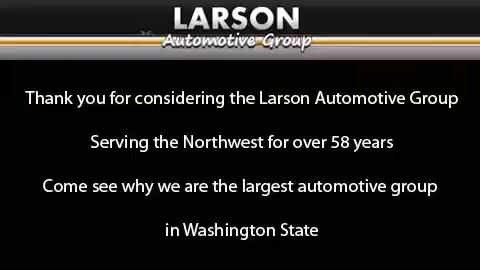 LARSON
Automotive Group
Thank you for considering the Larson Automotive Group
Serving the Northwest for over 58 years
Come see why we are the largest automotive group
in Washington State